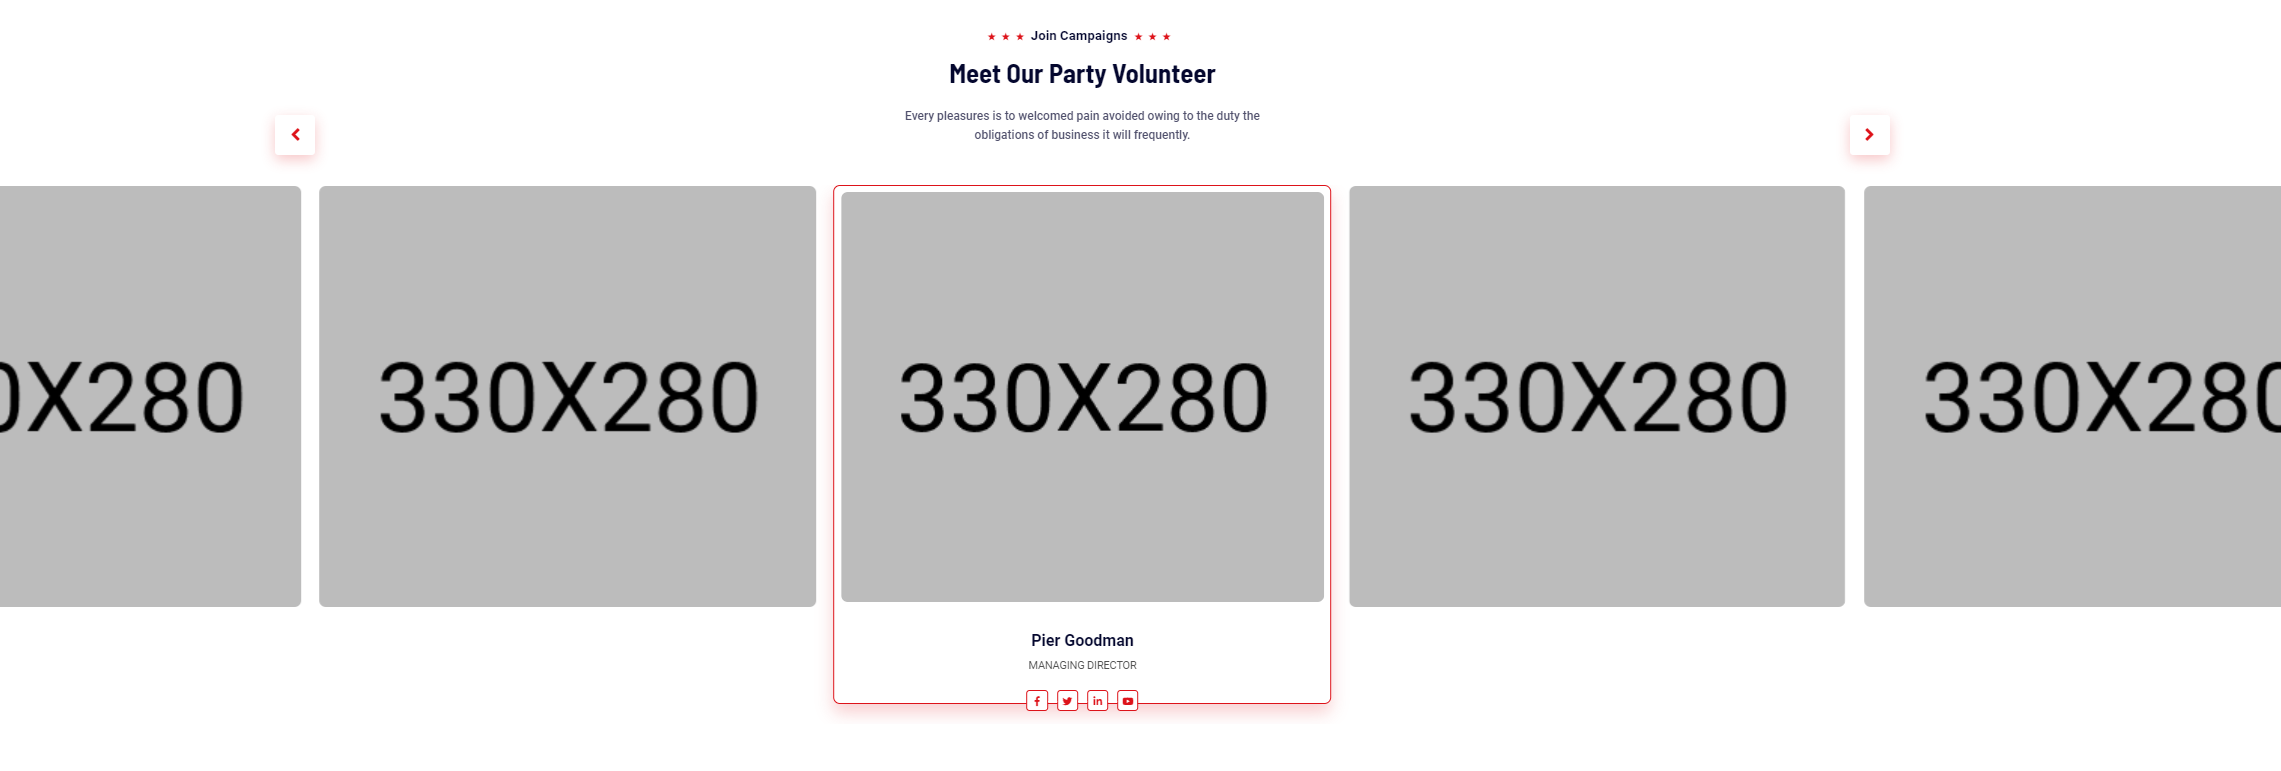 Join Campaigns
Meet Our Party Volunteer
Every pleasures is to welcomed pain avoided owing to the duty the
obligations of business it will frequently.
0X280
330X280
330X280
330X280
330X280
Pier Goodman
MANAGING DIRECTOR